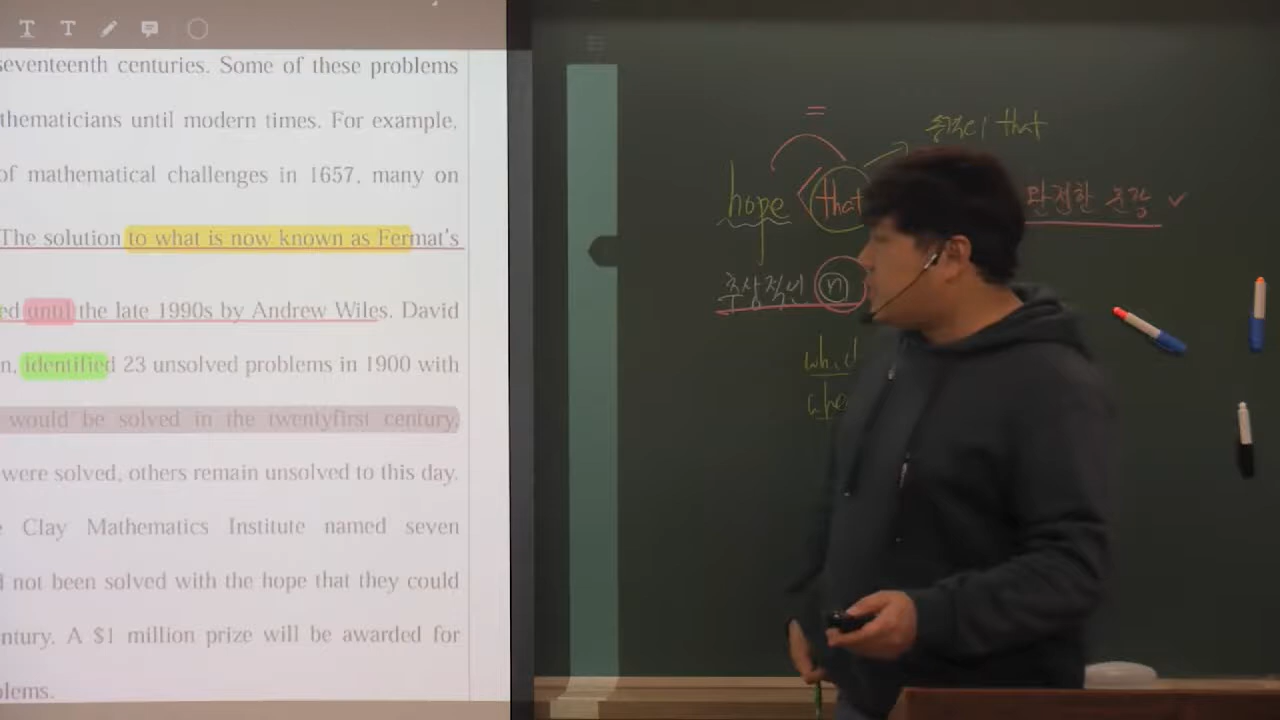 seventeenth centuries. Some of these problems
thematicians until modern times. For example,
of mathematical challenges in 1657, many on
The solution to what is now known as Fermat's
ed until the late 1990s by Andrew Wiles. David
n, identified 23 unsolved problems in 1900 with
would be solved in the twentyfirst century,
were solved, others remain unsolved to this day.
e Clay Mathematics Institute named seven
d not been solved with the hope that they could
ntury. A $1 million prize will be awarded for
blems.
=
동격의 that
hope that 완전한 문장 ✓
추상적인 n